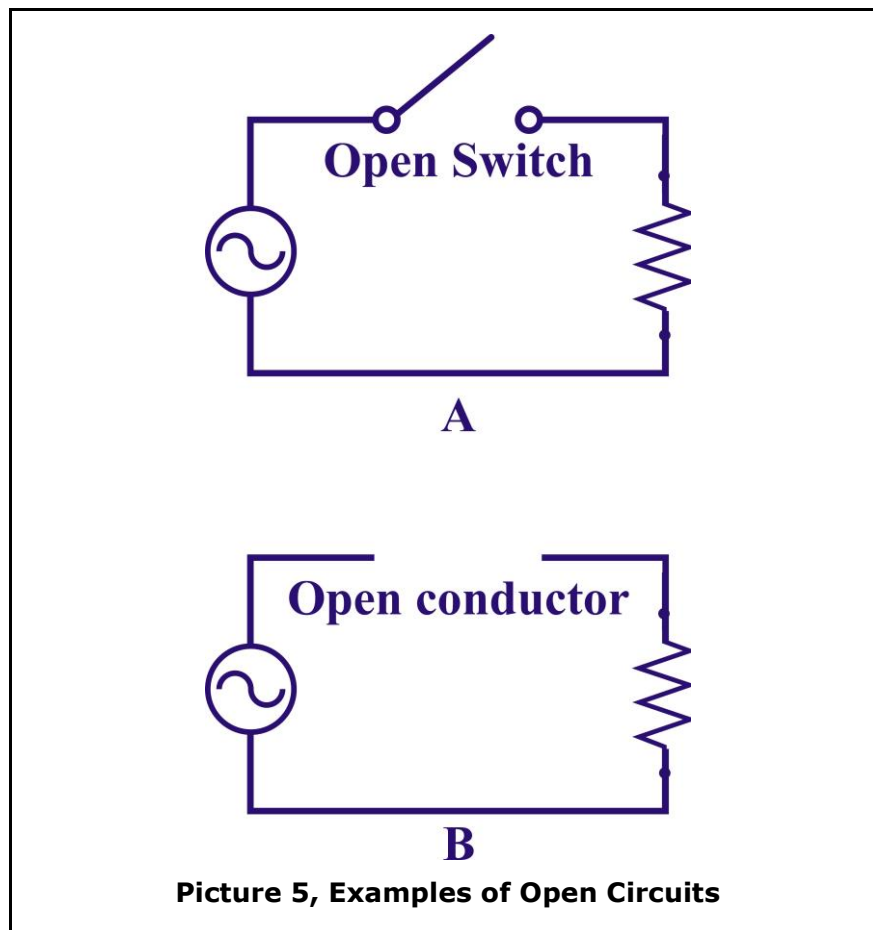 Open Switch
A
Open conductor
B
Picture 5, Examples of Open Circuits